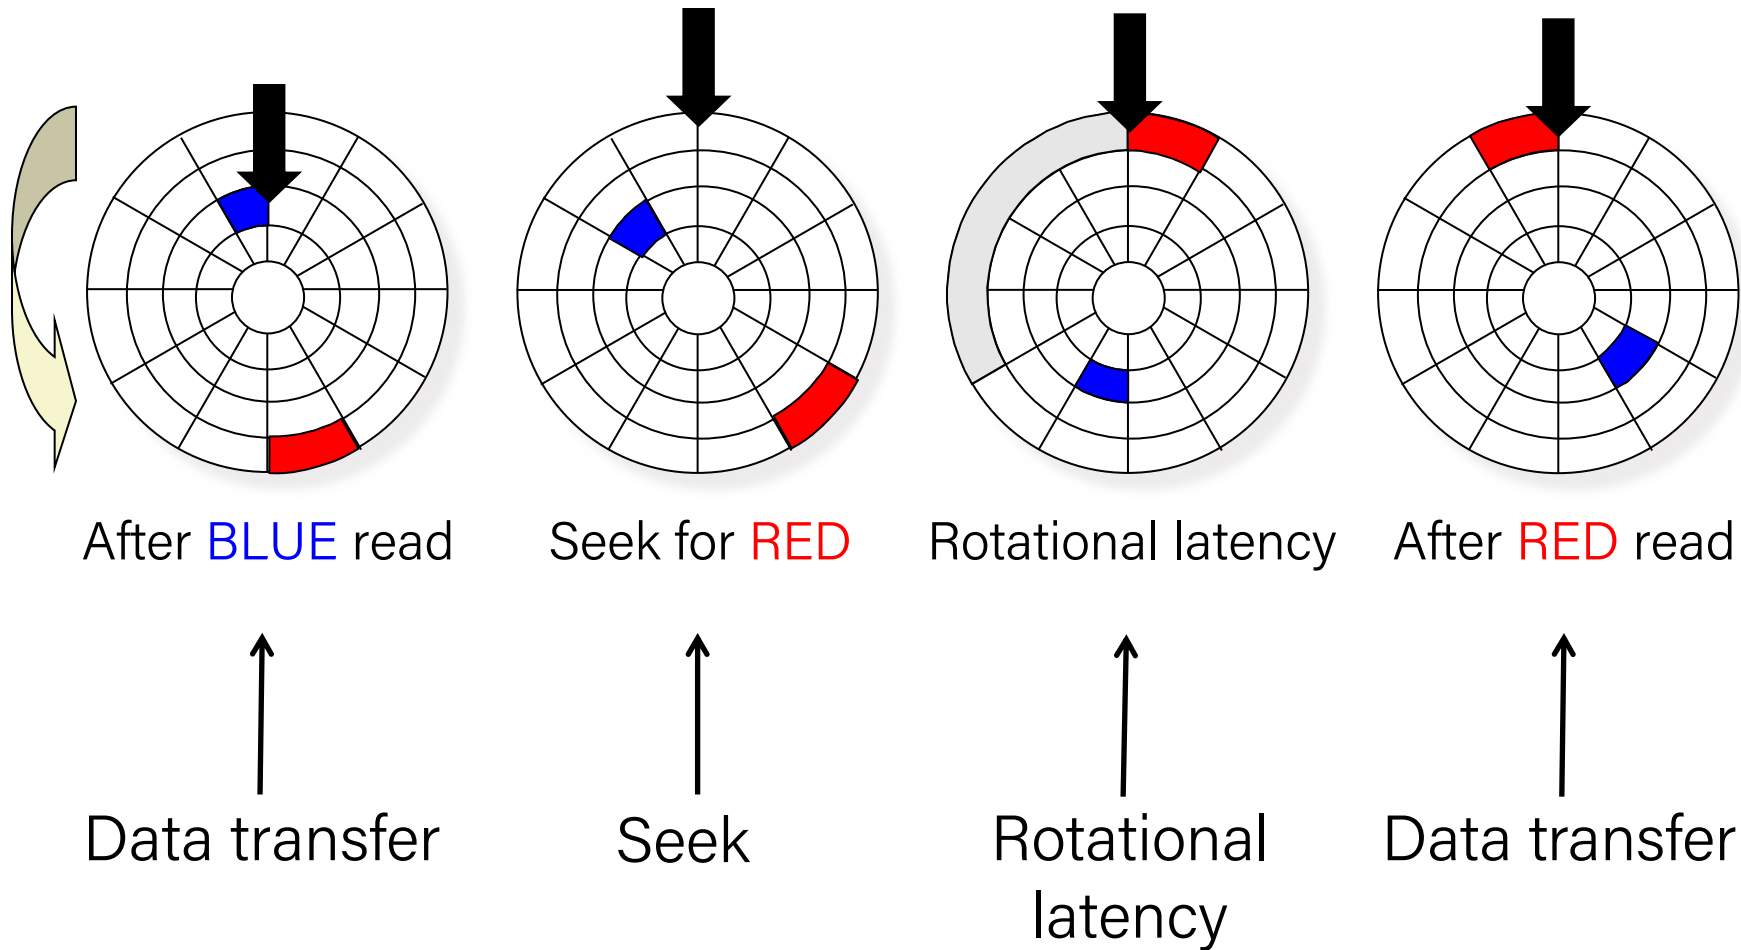 After BLUE read
Seek for RED
Rotational latency
After RED read
Data transfer
Seek
Rotational
latency
Data transfer